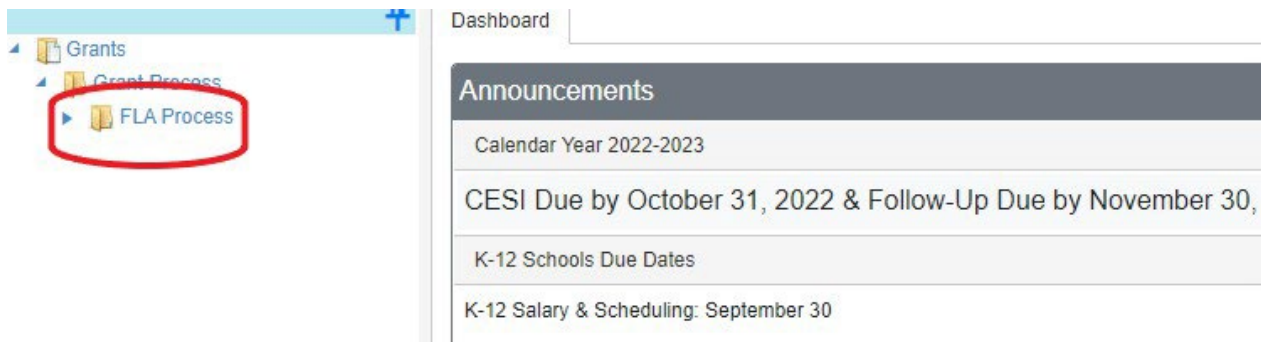 Grants
Grant Process
FLA Process
Dashboard
Announcements
Calendar Year 2022-2023
CESI Due by October 31, 2022 & Follow-Up Due by November 30,
K-12 Schools Due Dates
K-12 Salary & Scheduling: September 30